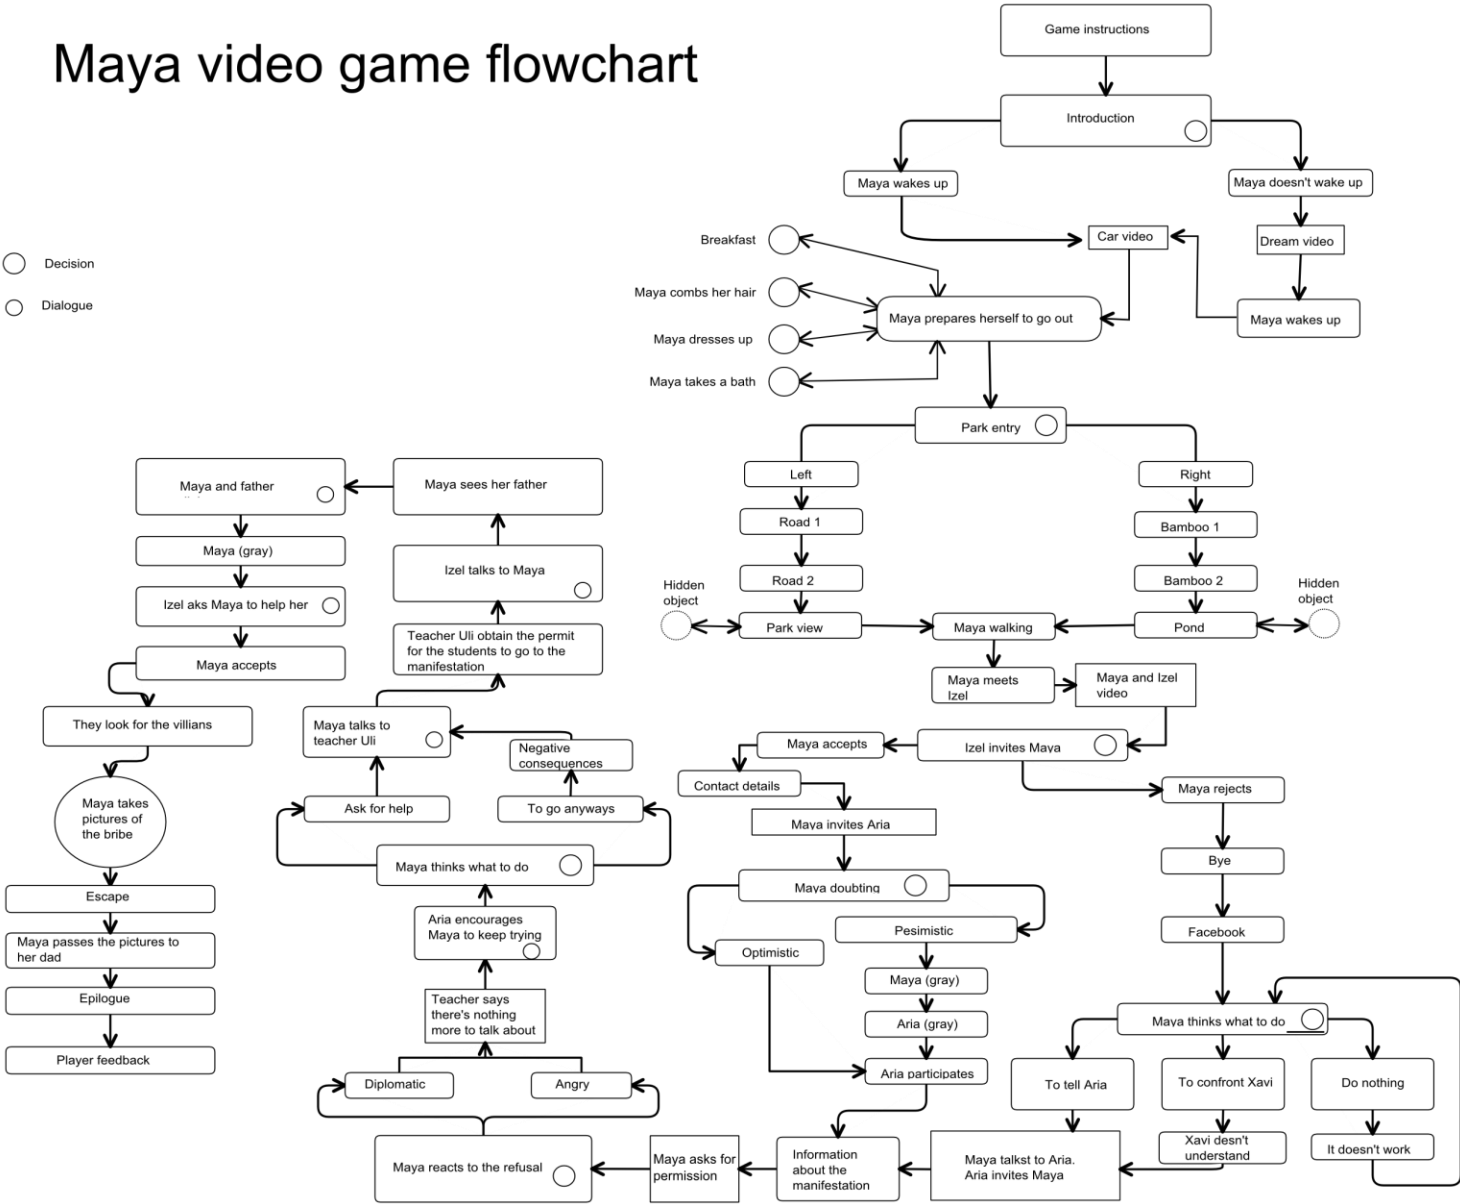 Maya video game flowchart
Game instructions
Introduction
Maya wakes up
Maya doesn't wake up
Car video
Dream video
Maya wakes up
Breakfast
Maya combs her hair
Maya dresses up
Maya takes a bath
Maya prepares herself to go out
Decision
Dialogue
Park entry
Left
Right
Road 1
Bamboo 1
Road 2
Bamboo 2
Hidden
object
Hidden
object
Park view
Maya walking
Pond
Maya meets
Izel
Maya and Izel
video
Izel invites Maya
Maya accepts
Contact details
Maya invites Aria
Maya doubting
Optimistic
Pesimistic
Maya (gray)
Aria (gray)
Aria participates
Maya rejects
Bye
Facebook
Maya thinks what to do
To tell Aria
To confront Xavi
Do nothing
Xavi desn't
understand
It doesn't work
Maya talkst to Aria.
Aria invites Maya
Information
about the
manifestation
Maya asks for
permission
Maya reacts to the refusal
Diplomatic
Angry
Teacher says
there's nothing
more to talk about
Aria encourages
Maya to keep trying
Maya thinks what to do
Ask for help
To go anyways
Negative
consequences
Maya talks to
teacher Uli
Teacher Uli obtain the permit
for the students to go to the
manifestation
Izel talks to Maya
Maya sees her father
Maya and father
Maya (gray)
Izel aks Maya to help her
Maya accepts
They look for the villians
Maya takes
pictures of
the bribe
Escape
Maya passes the pictures to
her dad
Epilogue
Player feedback